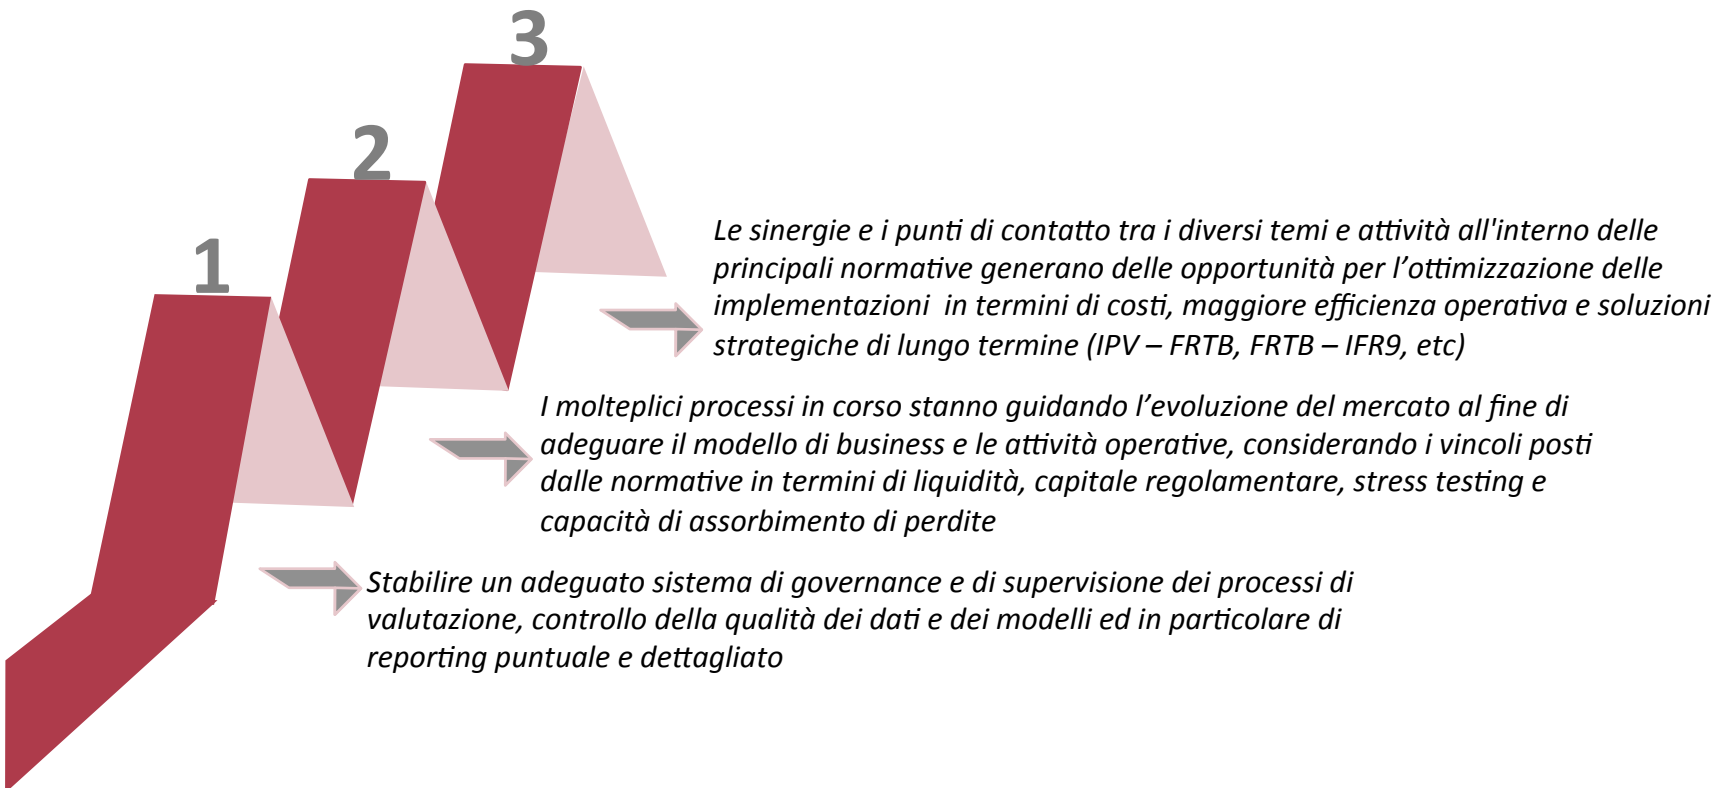 3
2
1
Le sinergie e i punti di contatto tra i diversi temi e attività all'interno delle
principali normative generano delle opportunità per l’ottimizzazione delle
implementazioni  in termini di costi, maggiore efficienza operativa e soluzioni
strategiche di lungo termine (IPV – FRTB, FRTB – IFR9, etc)
I molteplici processi in corso stanno guidando l’evoluzione del mercato al fine di
adeguare il modello di business e le attività operative, considerando i vincoli posti
dalle normative in termini di liquidità, capitale regolamentare, stress testing e
capacità di assorbimento di perdite
Stabilire un adeguato sistema di governance e di supervisione dei processi di
valutazione, controllo della qualità dei dati e dei modelli ed in particolare di
reporting puntuale e dettagliato